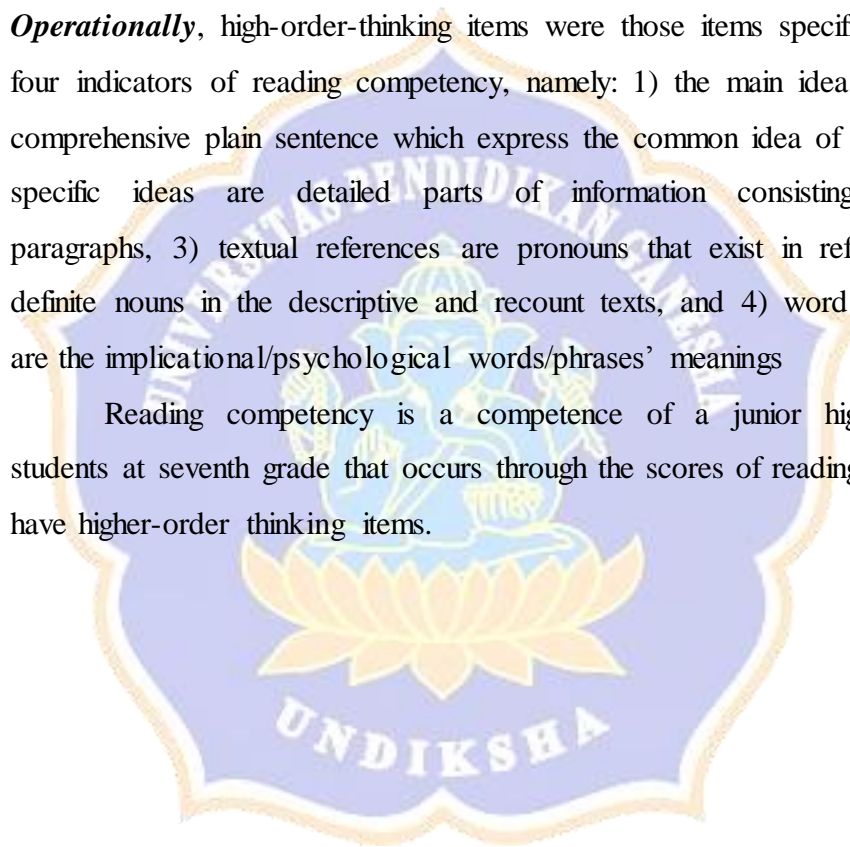 Operationally, high-order-thinking items were those items specif
four indicators of reading competency, namely: 1) the main idea
comprehensive plain sentence which express the common idea of
specific ideas are detailed parts of information consisting
paragraphs, 3) textual references are pronouns that exist in ref
definite nouns in the descriptive and recount texts, and 4) word
are the implicational/psychological words/phrases’ meanings
Reading competency is a competence of a junior hig
students at seventh grade that occurs through the scores of reading
have higher-order thinking items.
UNIVERSITAS PENDIDIKAN GANESHA
UNDIKSHA